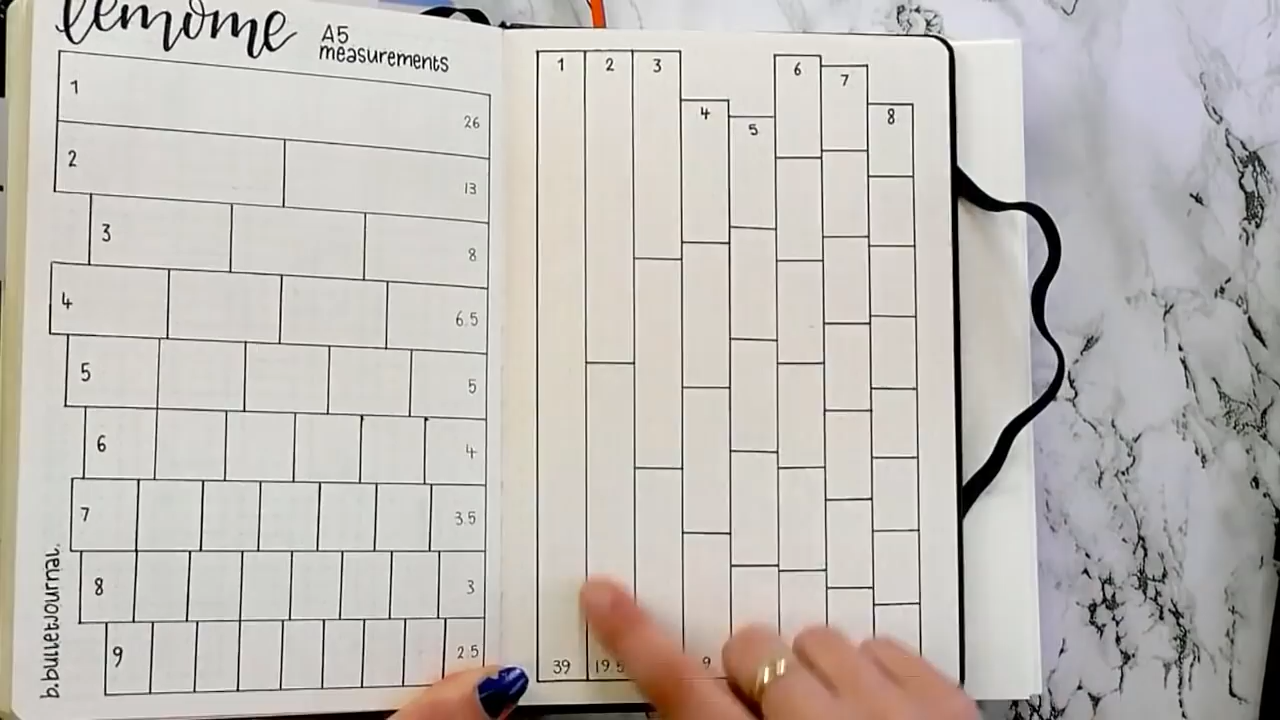 lemome
A5
measurements
1 26
2 13
3 8
4 6.5
5 5
6 4
7 3.5
8 3
9 2.5
b.bulletjournal.
1 2 3 4 5 6 7 8
39 19.5 9